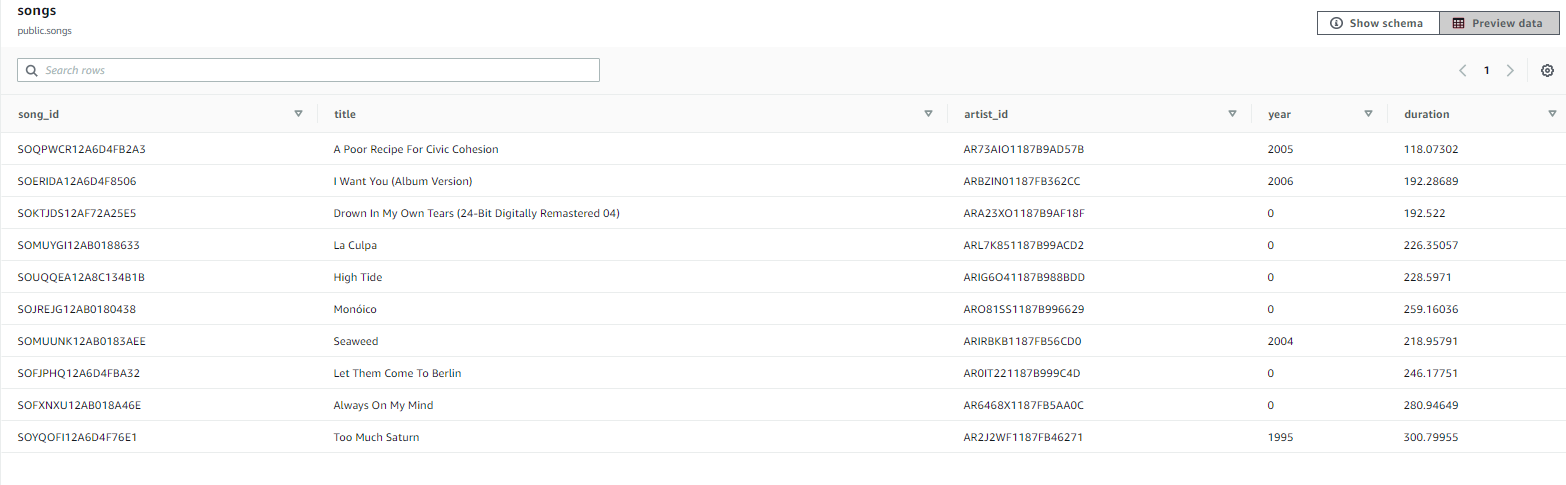 songs
public.songs
Show schema Preview data
Search rows
1
song_id title artist_id year duration
SOQPWCR12A6D4FB2A3 A Poor Recipe For Civic Cohesion AR73AIO1187B9AD57B 2005 118.07302
SOERIDA12A6D4F8506 I Want You (Album Version) ARBZIN01187FB362CC 2006 192.28689
SOKTJDS12AF72A25E5 Drown In My Own Tears (24-Bit Digitally Remastered 04) ARA23XO1187B9AF18F 0 192.522
SOMUYGI12AB0188633 La Culpa ARL7K851187B99ACD2 0 226.35057
SOUQQEA12A8C134B1B High Tide ARIG6O41187B988BDD 0 228.5971
SOJREJG12AB0180438 Monóico ARO81SS1187B996629 0 259.16036
SOMUUNK12AB0183AEE Seaweed ARIRBKB1187FB56CD0 2004 218.95791
SOFJPHQ12A6D4FBA32 Let Them Come To Berlin AR0IT221187B999C4D 0 246.17751
SOFXNXU12AB018A46E Always On My Mind AR6468X1187FB5AA0C 0 280.94649
SOYQOFI12A6D4F76E1 Too Much Saturn AR2J2WF1187FB46271 1995 300.79955